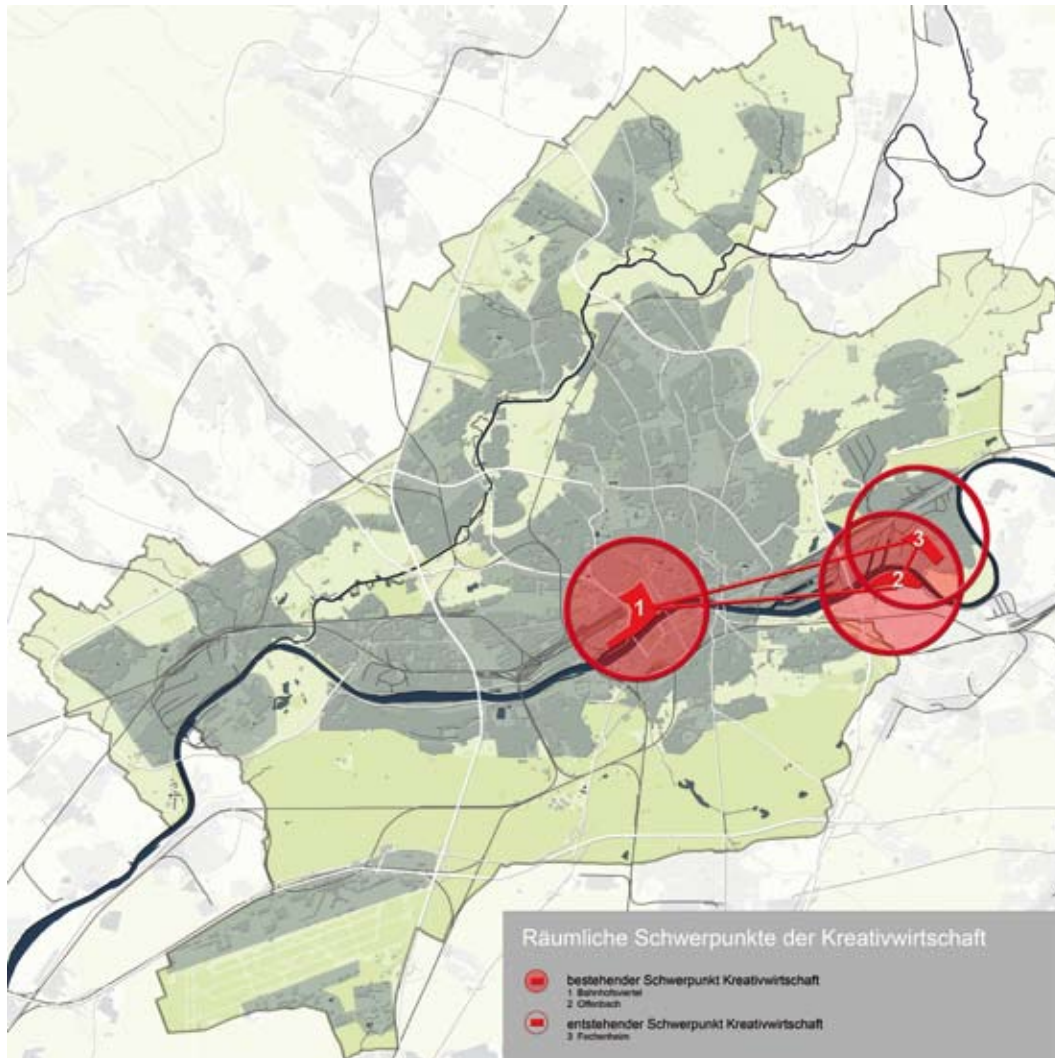 3
2
1
Räumliche Schwerpunkte der Kreativwirtschaft
bestehender Schwerpunkt Kreativwirtschaft
1 Bahnhofsviertel
2 Offenbach
entstehender Schwerpunkt Kreativwirtschaft
3 Fechenheim